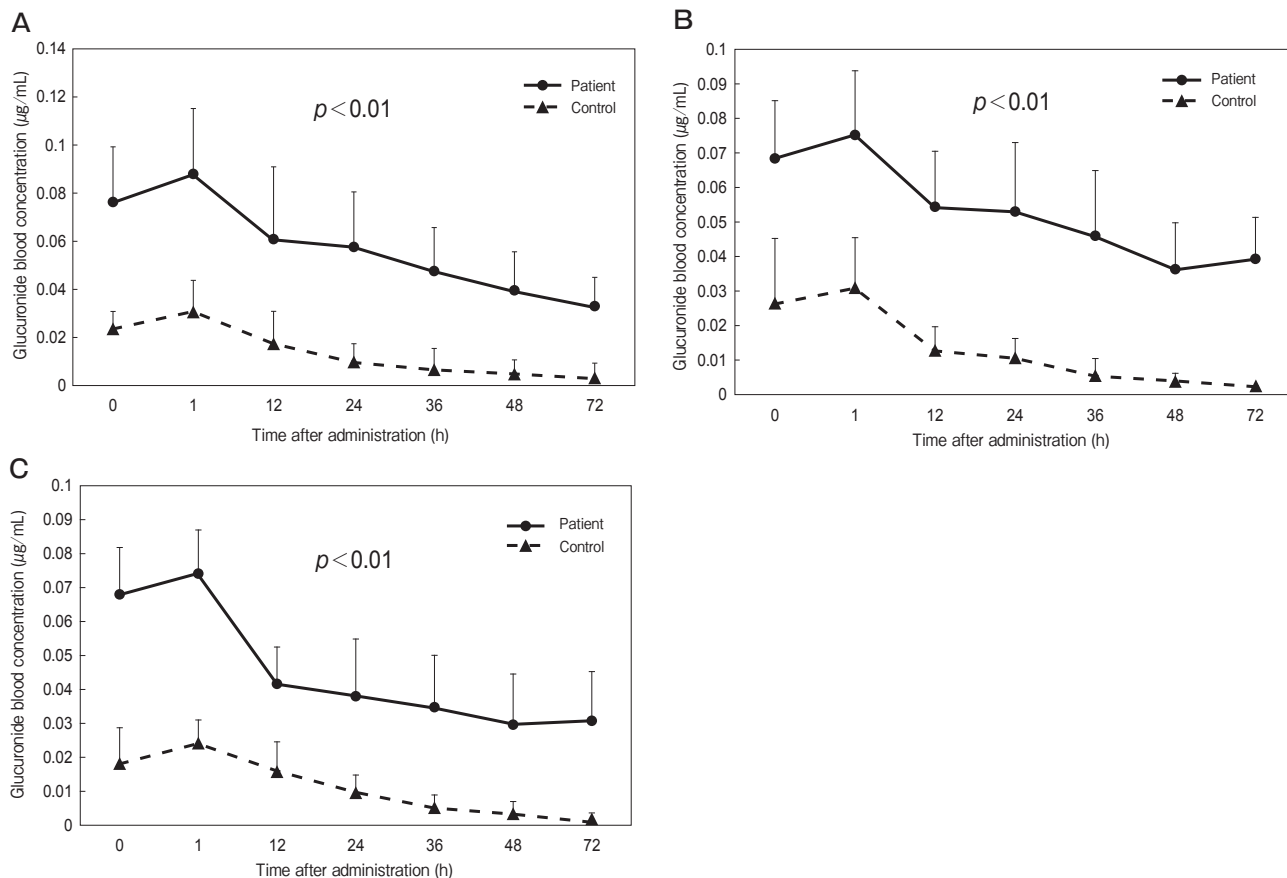 A
Glucuronide blood concentration (µg/mL)
0.14
0.12
0.1
0.08
0.06
0.04
0.02
0
p<0.01
Patient
Control
0 1 12 24 36 48 72
Time after administration (h)
B
Glucuronide blood concentration (µg/mL)
0.1
0.09
0.08
0.07
0.06
0.05
0.04
0.03
0.02
0.01
0
p<0.01
Patient
Control
0 1 12 24 36 48 72
Time after administration (h)
C
Glucuronide blood concentration (µg/mL)
0.1
0.09
0.08
0.07
0.06
0.05
0.04
0.03
0.02
0.01
0
p<0.01
Patient
Control
0 1 12 24 36 48 72
Time after administration (h)